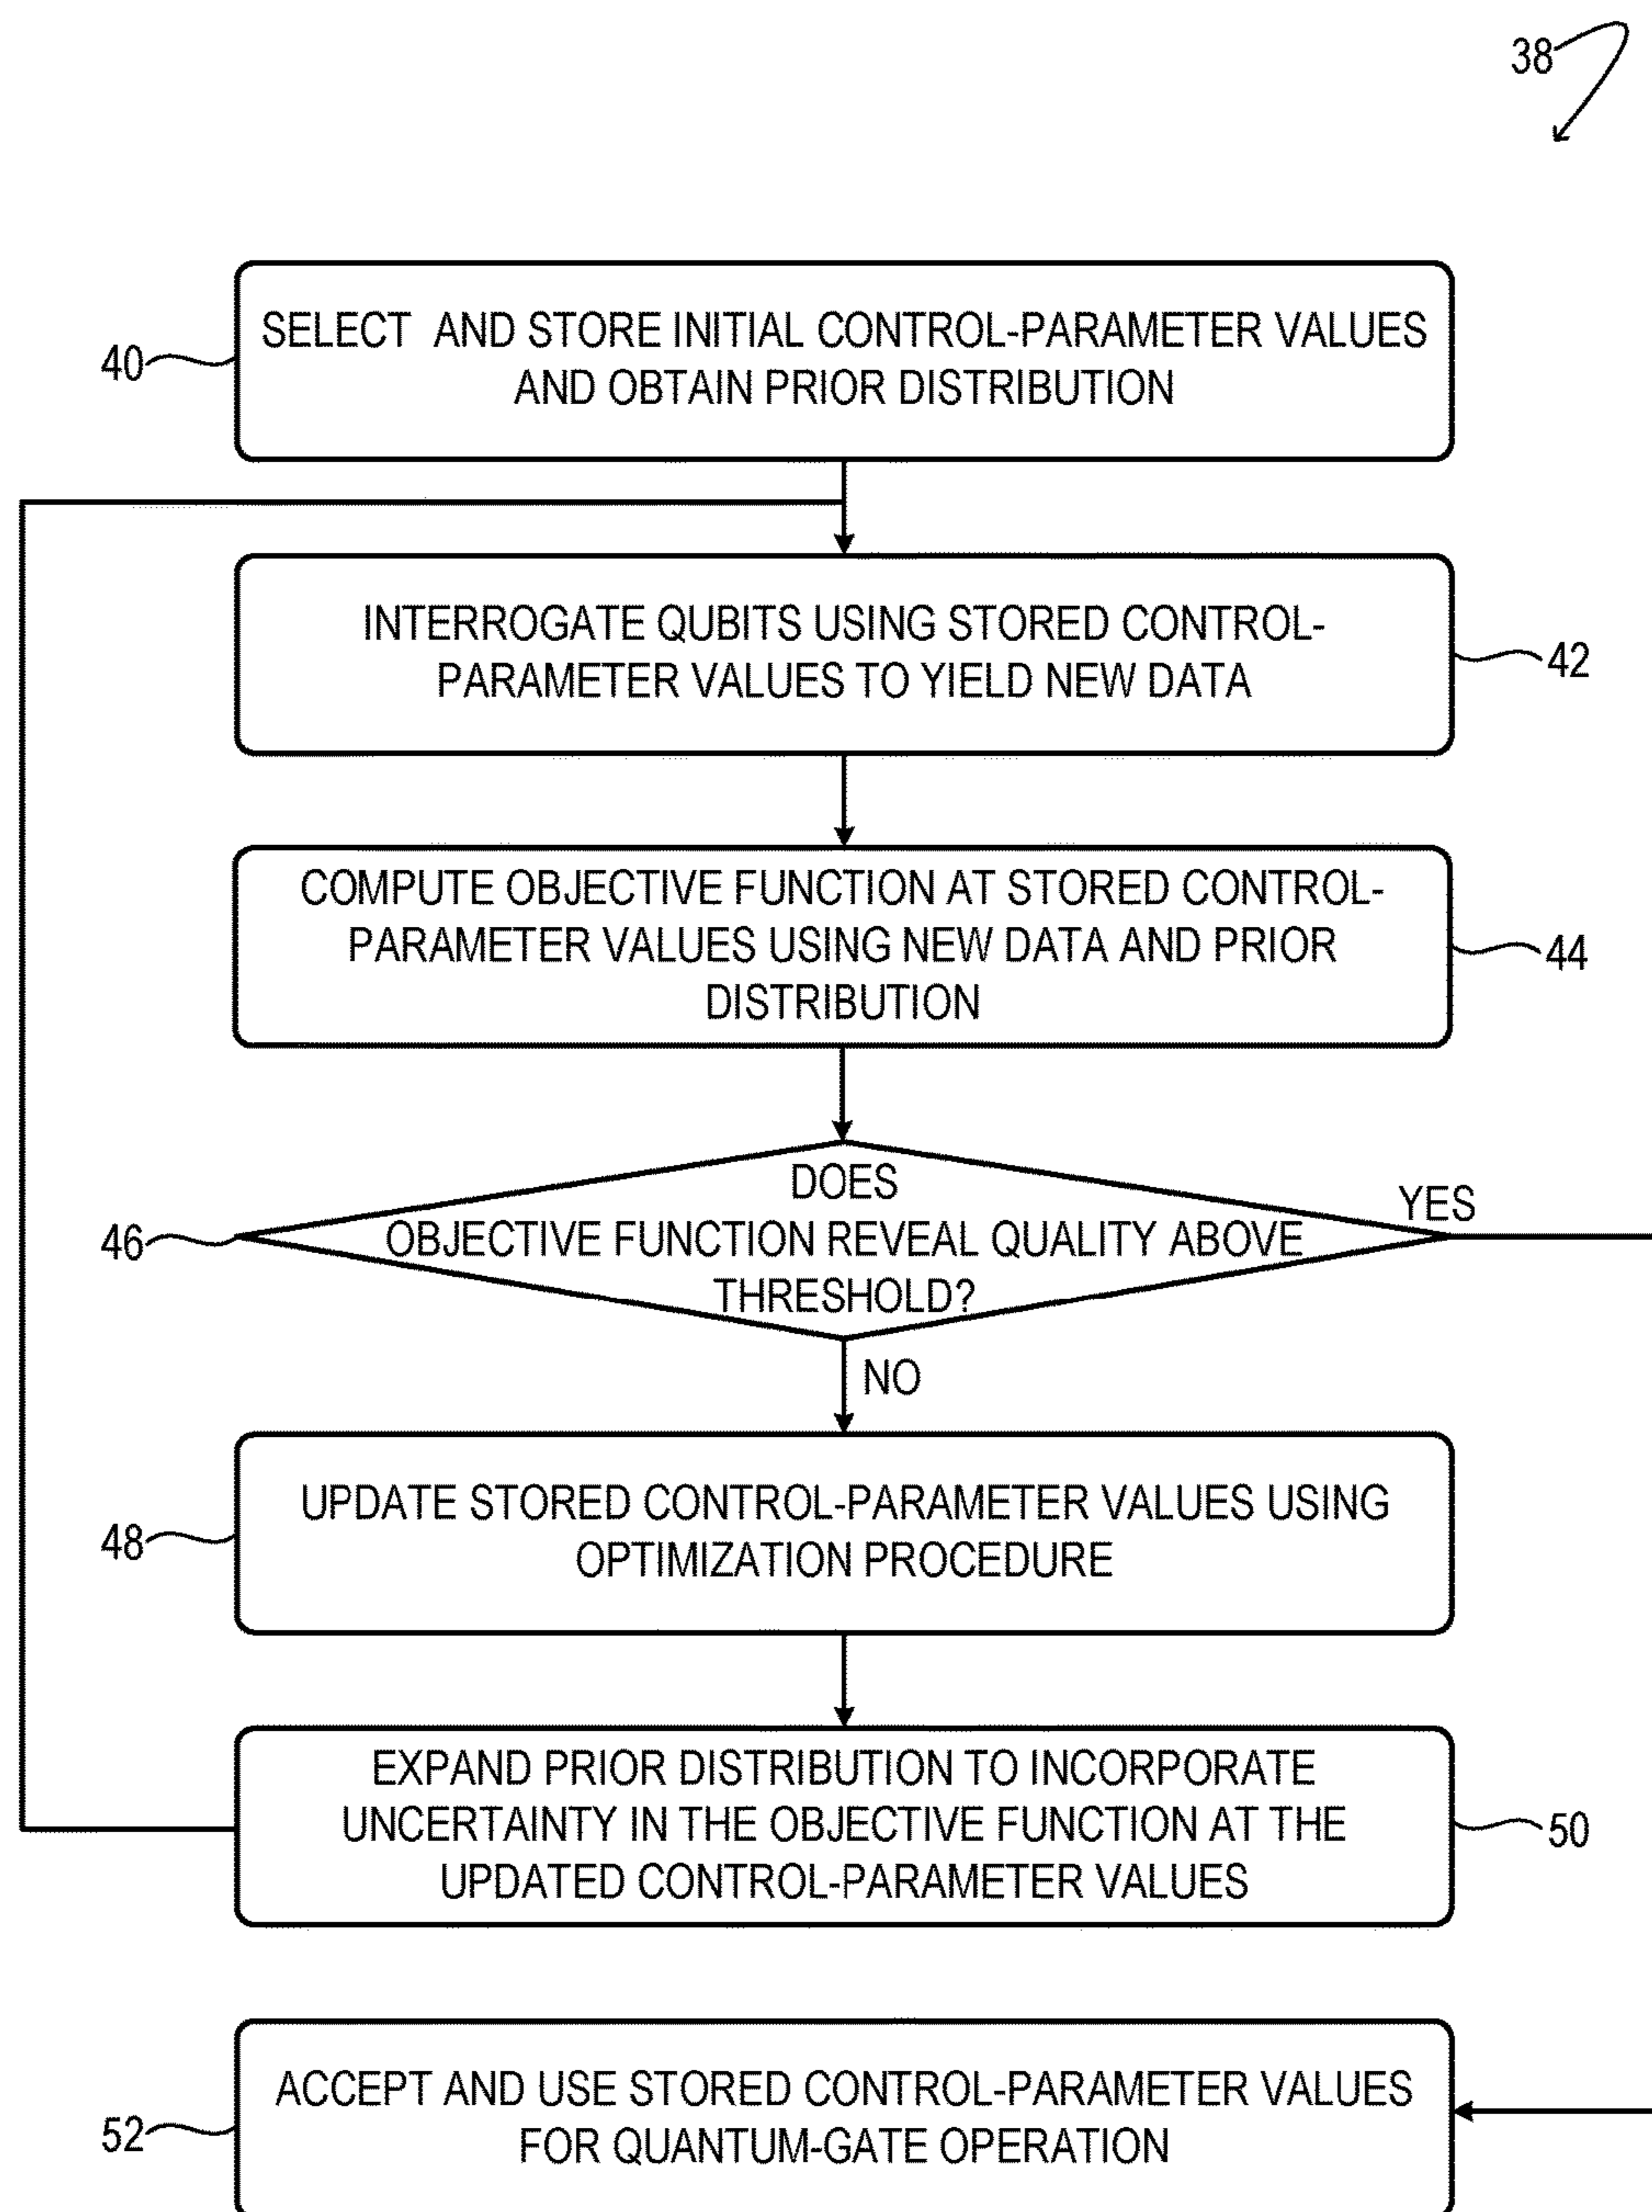 38
SELECT AND STORE INITIAL CONTROL-PARAMETER VALUES
AND OBTAIN PRIOR DISTRIBUTION
40
INTERROGATE QUBITS USING STORED CONTROL-
PARAMETER VALUES TO YIELD NEW DATA
42
COMPUTE OBJECTIVE FUNCTION AT STORED CONTROL-
PARAMETER VALUES USING NEW DATA AND PRIOR
DISTRIBUTION
44
DOES
OBJECTIVE FUNCTION REVEAL QUALITY ABOVE
THRESHOLD?
46
YES
NO
UPDATE STORED CONTROL-PARAMETER VALUES USING
OPTIMIZATION PROCEDURE
48
EXPAND PRIOR DISTRIBUTION TO INCORPORATE
UNCERTAINTY IN THE OBJECTIVE FUNCTION AT THE
UPDATED CONTROL-PARAMETER VALUES
50
ACCEPT AND USE STORED CONTROL-PARAMETER VALUES
FOR QUANTUM-GATE OPERATION
52